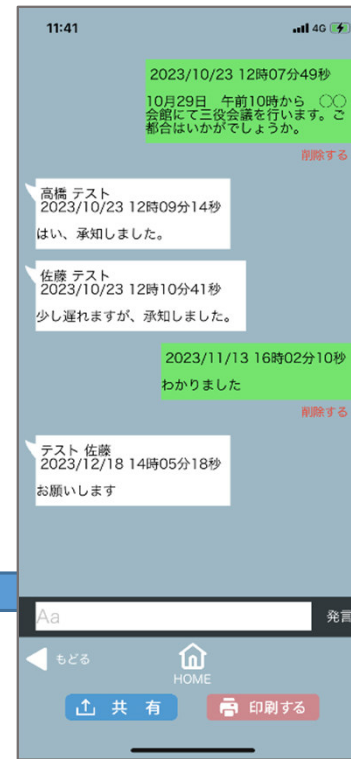 11:41
4G
2023/10/23 12時07分49秒
10月29日　午前10時から　○○
会館にて三役会議を行います。ご
都合はいかがでしょうか。
削除する
高橋 テスト
2023/10/23 12時09分14秒
はい、承知しました。
佐藤 テスト
2023/10/23 12時10分41秒
少し遅れますが、承知しました。
2023/11/13 16時02分10秒
わかりました
削除する
テスト 佐藤
2023/12/18 14時05分18秒
お願いします
Aa
発言
もどる
HOME
共 有
印刷する